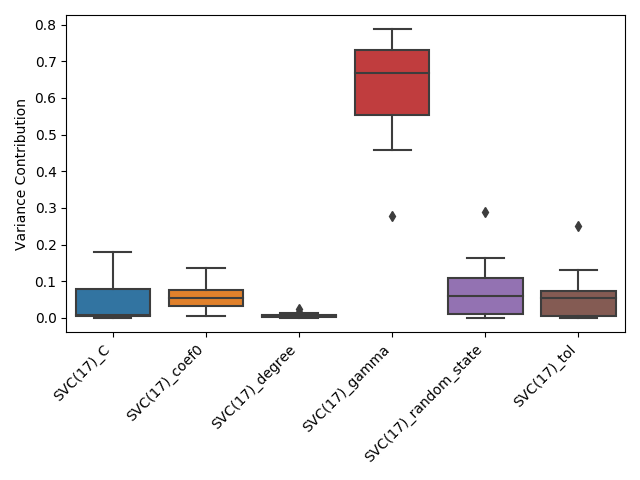 Variance Contribution
0.8
0.7
0.6
0.5
0.4
0.3
0.2
0.1
0.0
SVC(17)_C
SVC(17)_coef0
SVC(17)_degree
SVC(17)_gamma
SVC(17)_random_state
SVC(17)_tol